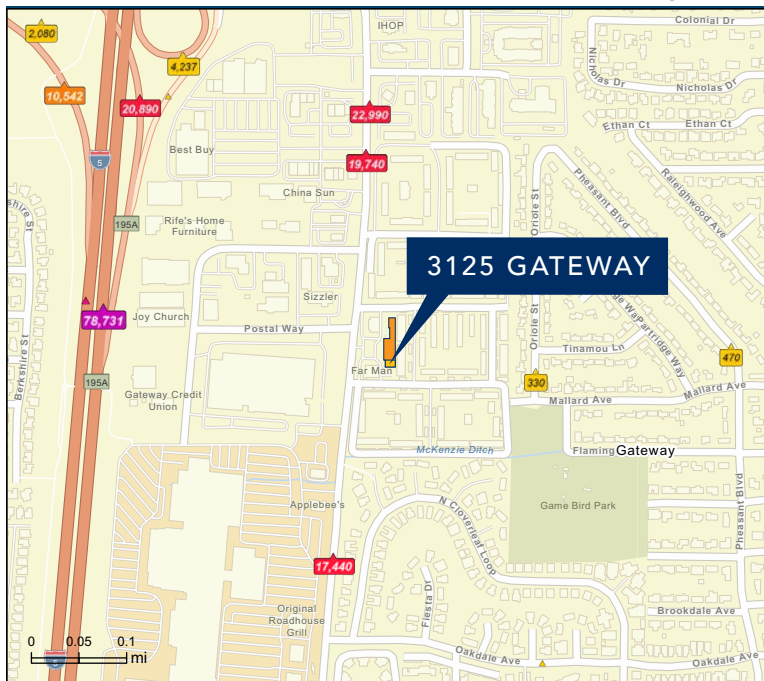 Colonial Dr
IHOP
2,080
4,237
Nicholas Dr
Nicholas Dr
10,542
20,890
22,990
Ethan Ct
Ethan Ct
Best Buy
5
19,740
Raleighwood Ave
Pheasant Blvd
China Sun
Oriole St
195A
Rife's Home
Furniture
3125 GATEWAY
Sizzler
78,731
Joy Church
Postal Way
Partridge Way
Oriole St
Tinamou Ln
Berkshire St
Far Man
470
330
195A
Gateway Credit
Union
Mallard Ave
Mallard Ave
McKenzie Ditch
Flaming
Gateway
Pheasant Blvd
Applebee's
N Cloverleaf Loop
Game Bird Park
17,440
Fiesta Dr
Original
Roadhouse
Grill
Brookdale Ave
0 0.05 0.1
mi
5
Oakdale Ave
Oakdale Ave